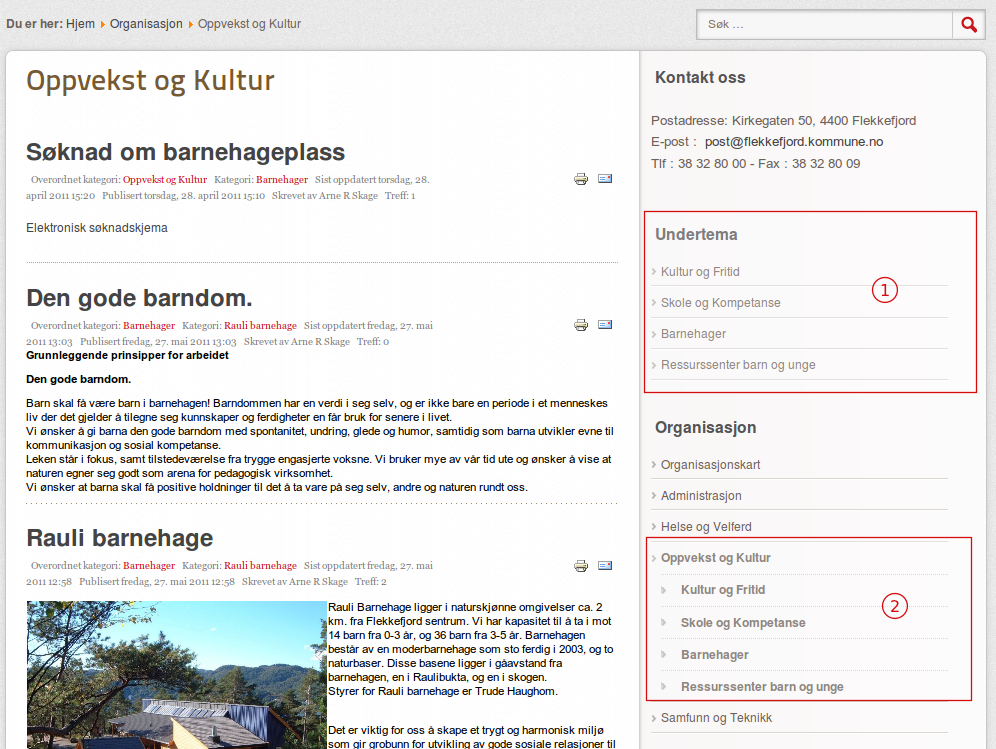 Du er her: Hjem Organisasjon Oppvekst og Kultur
Søk ...
Oppvekst og Kultur
Søknad om barnehageplass
Overordnet kategori: Oppvekst og Kultur Kategori: Barnehager Sist oppdatert torsdag, 28.
april 2011 15:20 Publisert torsdag, 28. april 2011 15:10 Skrevet av Arne R Skage Treff: 1
Elektronisk søknadskjema
Den gode barndom.
Overordnet kategori: Barnehager Kategori: Rauli barnehage Sist oppdatert fredag, 27. mai
2011 13:03 Publisert fredag, 27. mai 2011 13:03 Skrevet av Arne R Skage Treff: 0
Grunnleggende prinsipper for arbeidet
Den gode barndom.
Barn skal få være barn i barnehagen! Barndommen har en verdi i seg selv, og er ikke bare en periode i et menneskes
liv der det gjelder å tilegne seg kunnskaper og ferdigheter en får bruk for senere i livet.
Vi ønsker å gi barna den gode barndom med spontanitet, undring, glede og humor, samtidig som barna utvikler evne til
kommunikasjon og sosial kompetanse.
Leken står i fokus, samt tilstedeværelse fra trygge engasjerte voksne. Vi bruker mye av vår tid ute og ønsker å vise at
naturen egner seg godt som arena for pedagogisk virksomhet.
Vi ønsker at barna skal få positive holdninger til det å ta vare på seg selv, andre og naturen rundt oss.
Rauli barnehage
Overordnet kategori: Barnehager Kategori: Rauli barnehage Sist oppdatert fredag, 27. mai
2011 12:58 Publisert fredag, 27. mai 2011 12:58 Skrevet av Arne R Skage Treff: 2
Rauli Barnehage ligger i naturskjønne omgivelser ca. 2
km. fra Flekkefjord sentrum. Vi har kapasitet til å ta i mot
14 barn fra 0-3 år, og 36 barn fra 3-5 år. Barnehagen
består av en moderbarnehage som sto ferdig i 2003, og to
naturbaser. Disse basene ligger i gåavstand fra
barnehagen, en i Raulibukta, og en i skogen.
Styrer for Rauli barnehage er Trude Haughom.
Det er viktig for oss å skape et trygt og harmonisk miljø
som gir grobunn for utvikling av gode sosiale relasjoner til
Kontakt oss
Postadresse: Kirkegaten 50, 4400 Flekkefjord
E-post : post@flekkefjord.kommune.no
Tlf : 38 32 80 00 - Fax : 38 32 80 09
Undertema
Kultur og Fritid
1
Skole og Kompetanse
Barnehager
Ressurssenter barn og unge
Organisasjon
Organisasjonskart
Administrasjon
Helse og Velferd
Oppvekst og Kultur
Kultur og Fritid
2
Skole og Kompetanse
Barnehager
Ressurssenter barn og unge
Samfunn og Teknikk